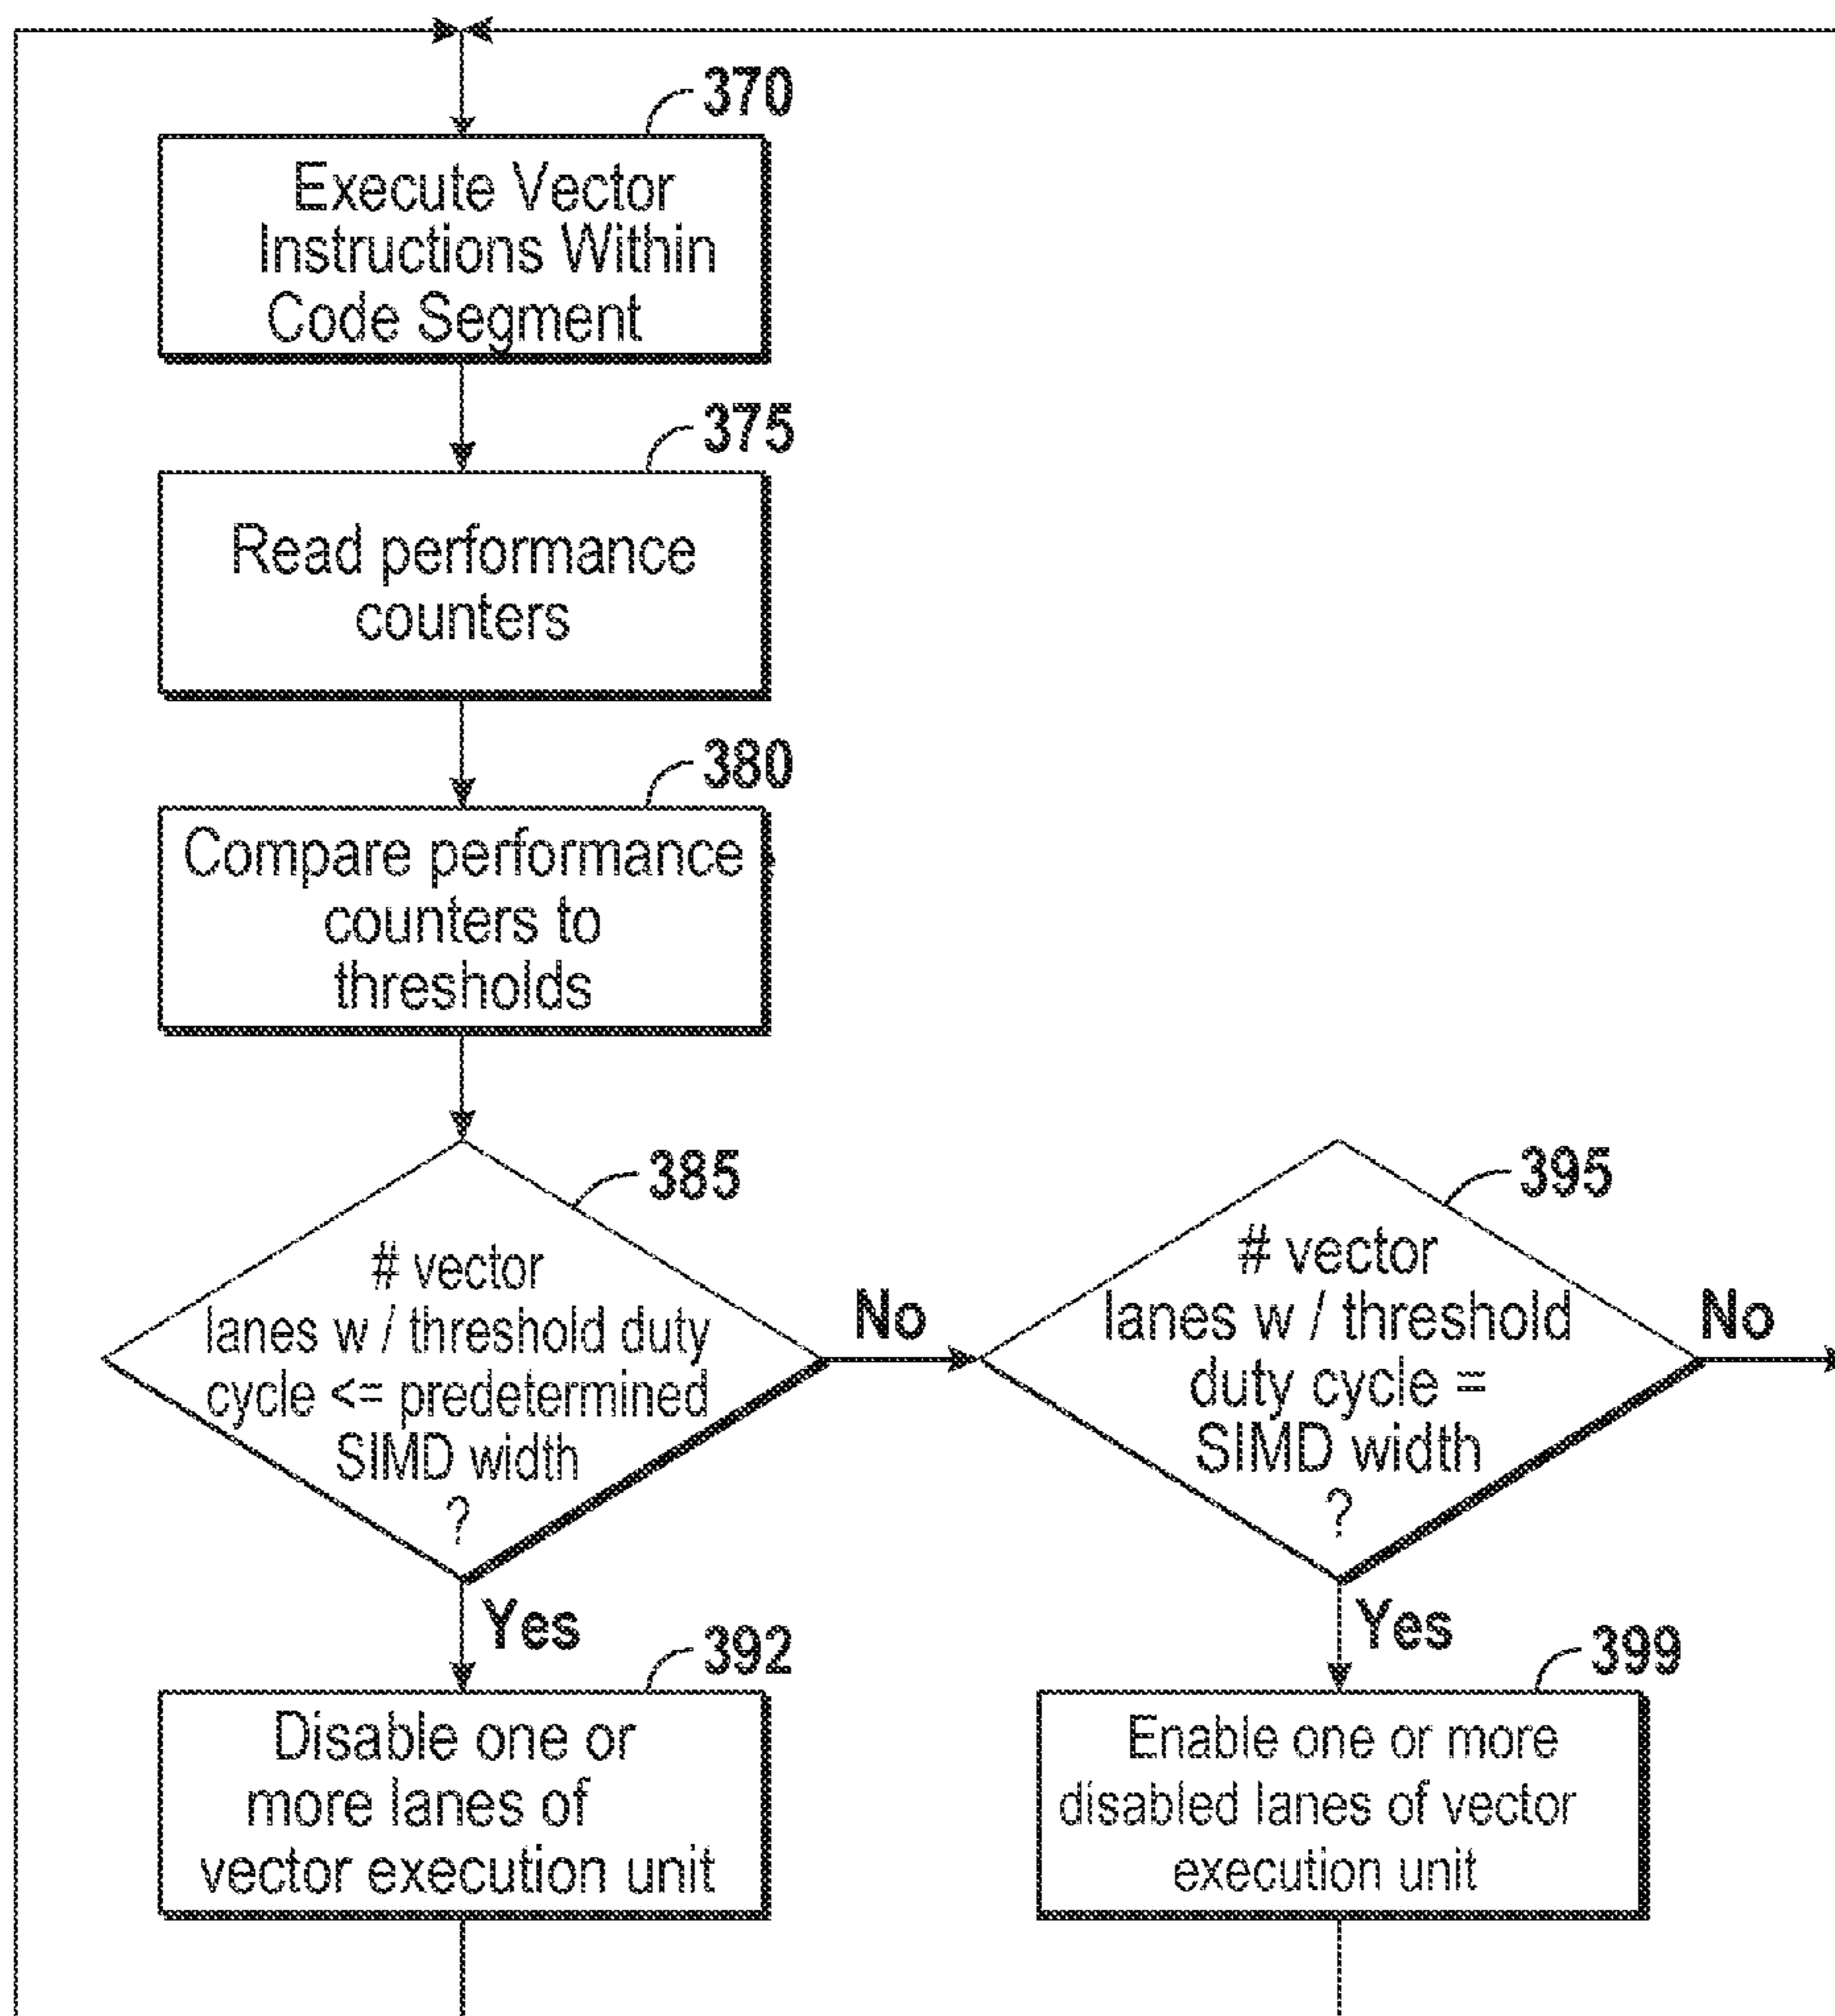 370
Execute Vector
Instructions Within
Code Segment
375
Read performance
counters
380
Compare performance
counters to
thresholds
385
# vector
lanes w / threshold duty
cycle <= predetermined
SIMD width
?
No
395
# vector
lanes w / threshold
duty cycle =
SIMD width
?
No
Yes
392
Disable one or
more lanes of
vector execution unit
Yes
399
Enable one or more
disabled lanes of vector
execution unit